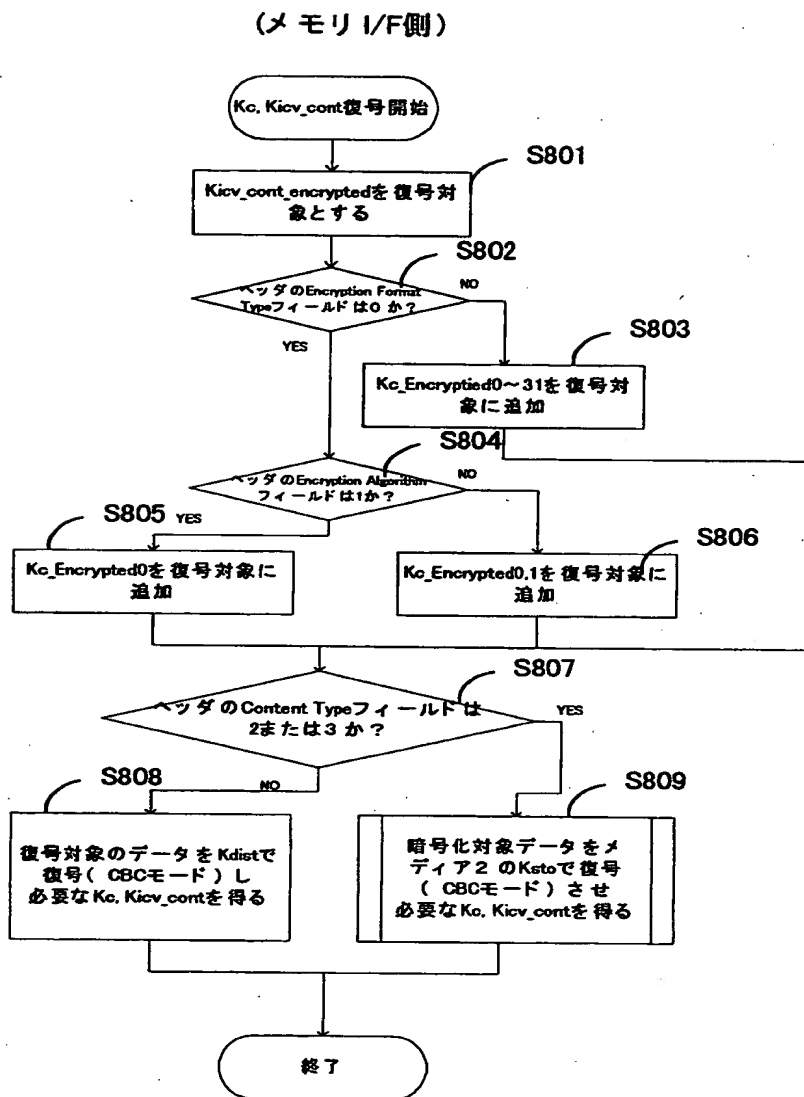 (メモリI/F側)
Kc, Kicv_cont復号開始
S801
Kicv_cont_encryptedを復号対
象とする
S802
ヘッダのEncryption Format
Typeフィールドは0か?
NO
YES
S803
Kc_Encryptied0~31を復号対
象に追加
S804
ヘッダのEncryption Algorithm
フィールドは1か?
NO
S805
YES
Kc_Encrypted0を復号対象に
追加
S806
Kc_Encrypted0,1を復号対象に
追加
S807
ヘッダのContent Typeフィールドは
2または3か?
YES
NO
S808
復号対象のデータをKdistで
復号(CBCモード)し
必要なKc, Kicv_contを得る
S809
暗号化対象データをメ
ディア2のKstoで復号
(CBCモード)させ
必要なKc, Kicv_contを得る
終了